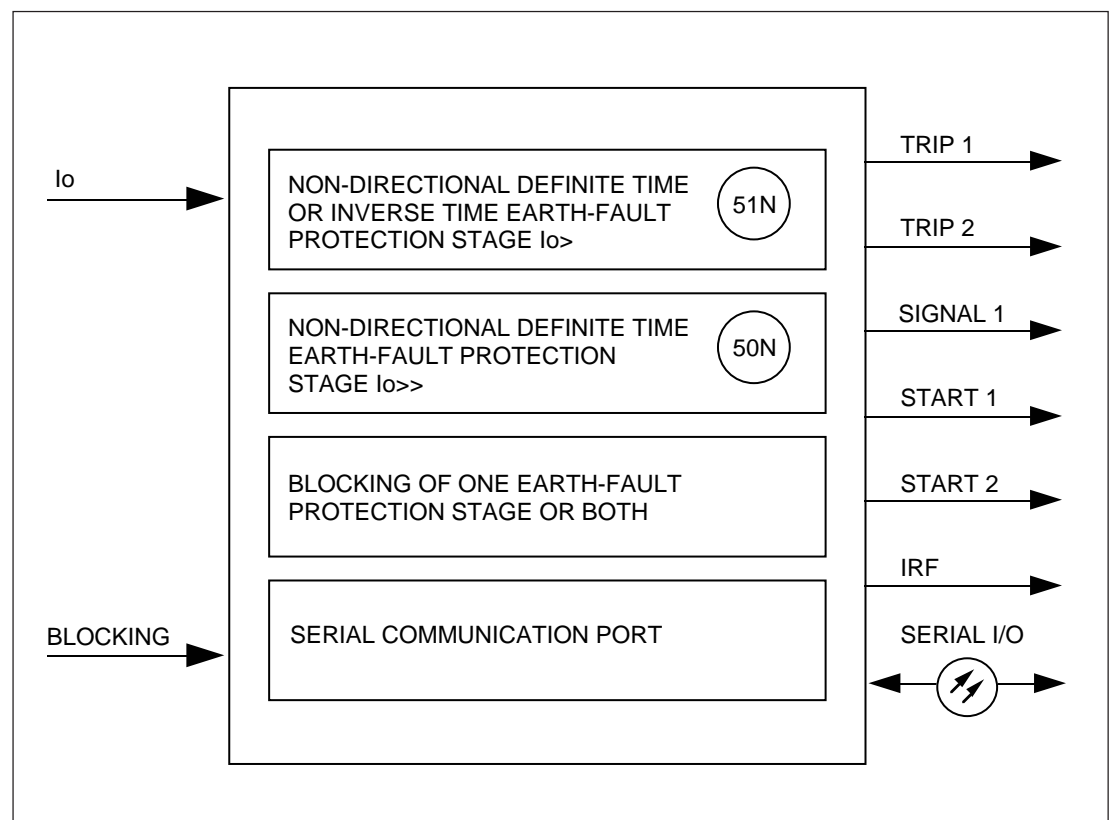 Io
BLOCKING
NON-DIRECTIONAL DEFINITE TIME
OR INVERSE TIME EARTH-FAULT
PROTECTION STAGE Io>
51N
NON-DIRECTIONAL DEFINITE TIME
EARTH-FAULT PROTECTION
STAGE Io>>
50N
BLOCKING OF ONE EARTH-FAULT
PROTECTION STAGE OR BOTH
SERIAL COMMUNICATION PORT
TRIP 1
TRIP 2
SIGNAL 1
START 1
START 2
IRF
SERIAL I/O